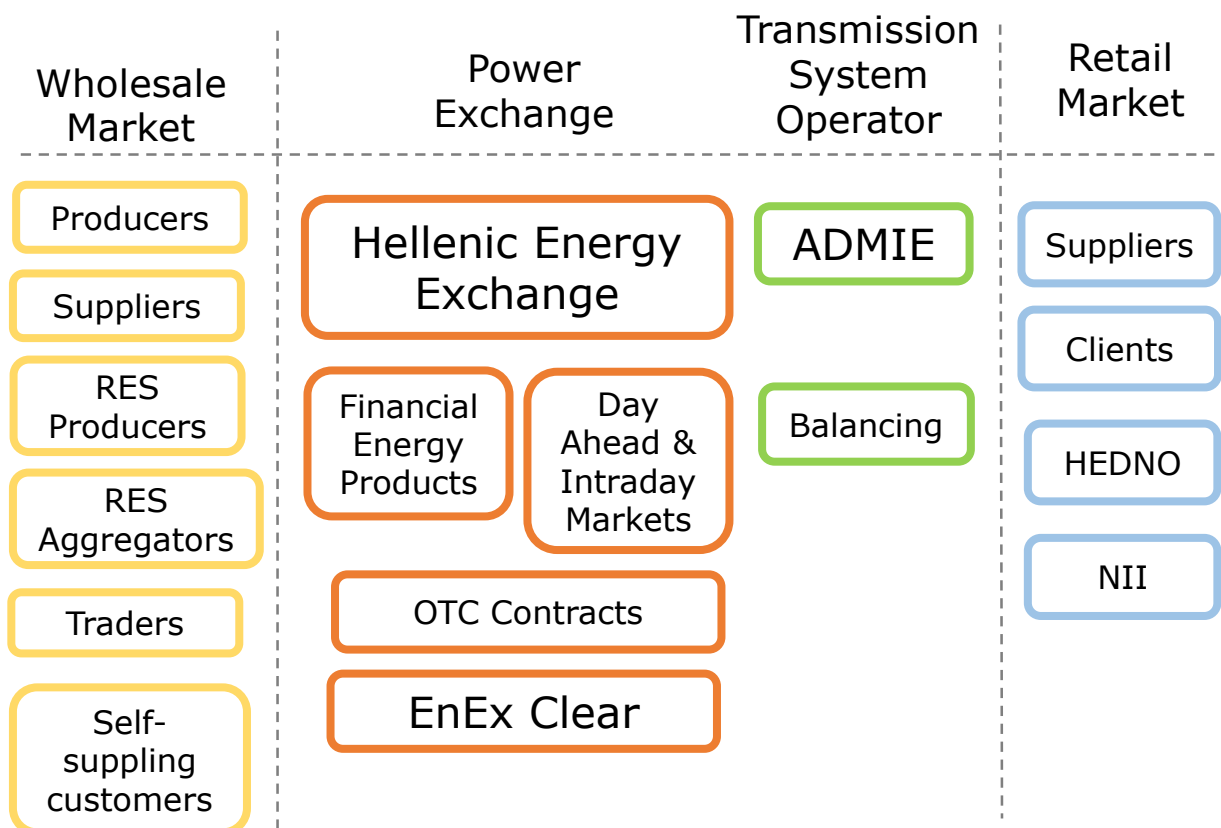 Wholesale
Market
Power
Exchange
Transmission
System
Operator
Retail
Market
Producers
Suppliers
RES
Producers
RES
Aggregators
Traders
Self-
suppling
customers
Hellenic Energy
Exchange
Financial
Energy
Products
Day
Ahead &
Intraday
Markets
OTC Contracts
EnEx Clear
ADMIE
Balancing
Suppliers
Clients
HEDNO
NII